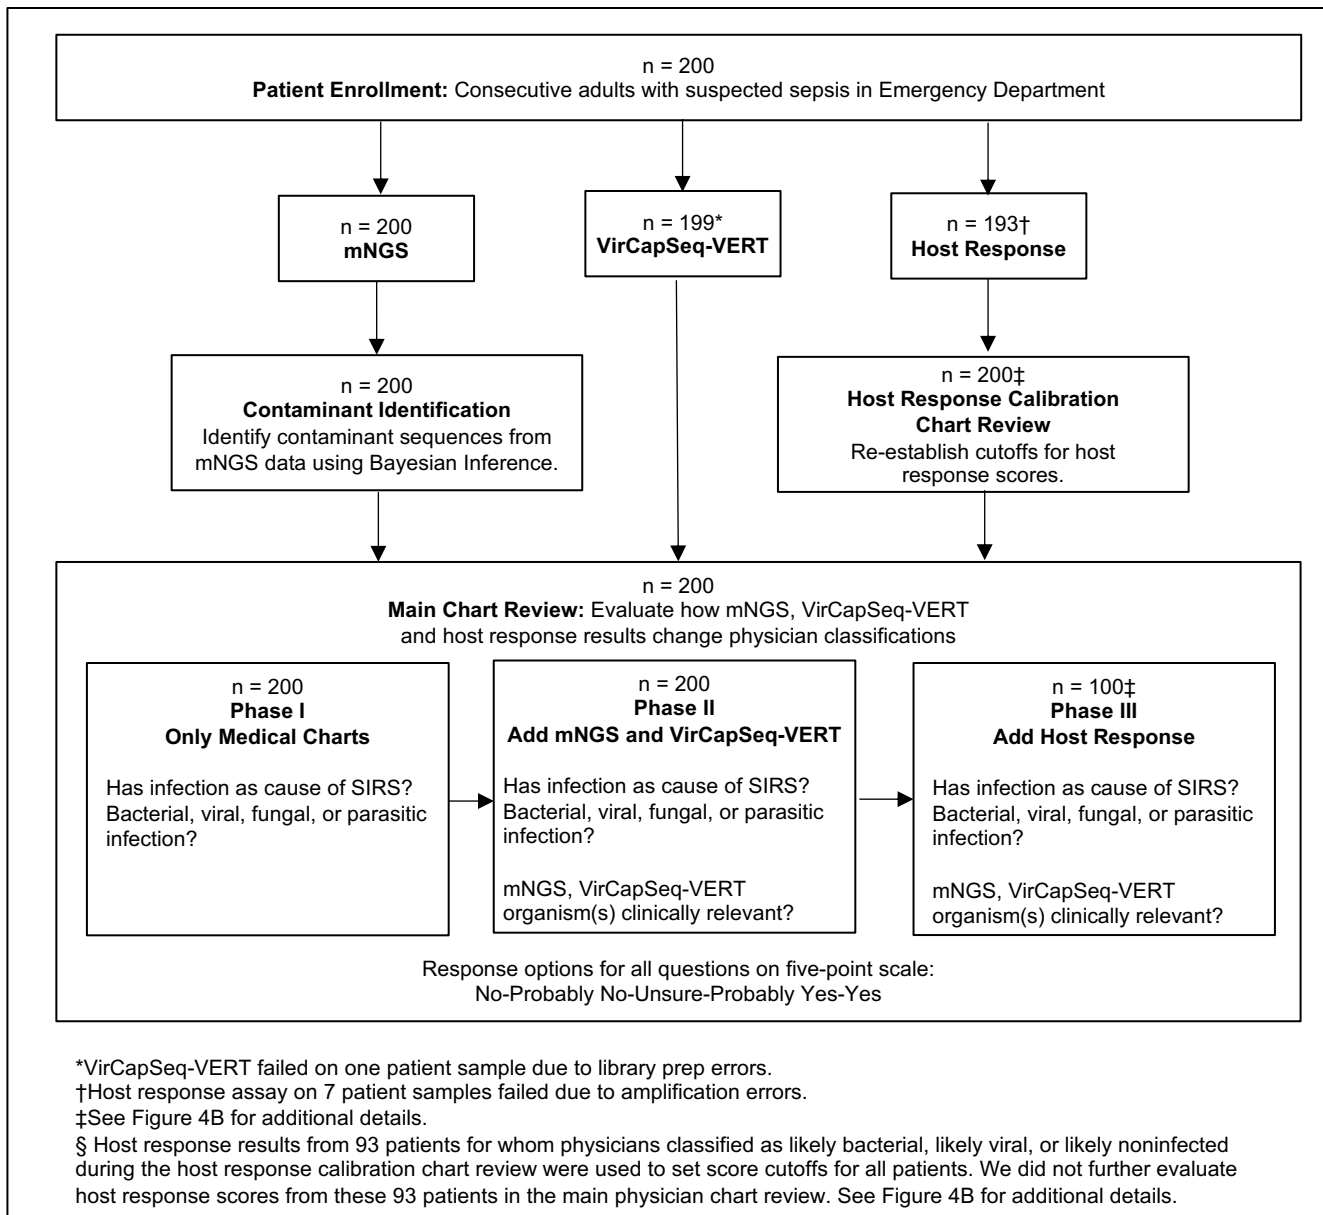 n = 200
Patient Enrollment: Consecutive adults with suspected sepsis in Emergency Department
n = 200
mNGS
n = 199*
VirCapSeq-VERT
n = 193†
Host Response
n = 200
Contaminant Identification
Identify contaminant sequences from
mNGS data using Bayesian Inference.
n = 200‡
Host Response Calibration
Chart Review
Re-establish cutoffs for host
response scores.
n = 200
Main Chart Review: Evaluate how mNGS, VirCapSeq-VERT
and host response results change physician classifications
n = 200
Phase I
Only Medical Charts
Has infection as cause of SIRS?
Bacterial, viral, fungal, or parasitic
infection?
n = 200
Phase II
Add mNGS and VirCapSeq-VERT
Has infection as cause of SIRS?
Bacterial, viral, fungal, or parasitic
infection?
mNGS, VirCapSeq-VERT
organism(s) clinically relevant?
n = 100‡
Phase III
Add Host Response
Has infection as cause of SIRS?
Bacterial, viral, fungal, or parasitic
infection?
mNGS, VirCapSeq-VERT
organism(s) clinically relevant?
Response options for all questions on five-point scale:
No-Probably No-Unsure-Probably Yes-Yes
*VirCapSeq-VERT failed on one patient sample due to library prep errors.
†Host response assay on 7 patient samples failed due to amplification errors.
‡See Figure 4B for additional details.
§ Host response results from 93 patients for whom physicians classified as likely bacterial, likely viral, or likely noninfected
during the host response calibration chart review were used to set score cutoffs for all patients. We did not further evaluate
host response scores from these 93 patients in the main physician chart review. See Figure 4B for additional details.